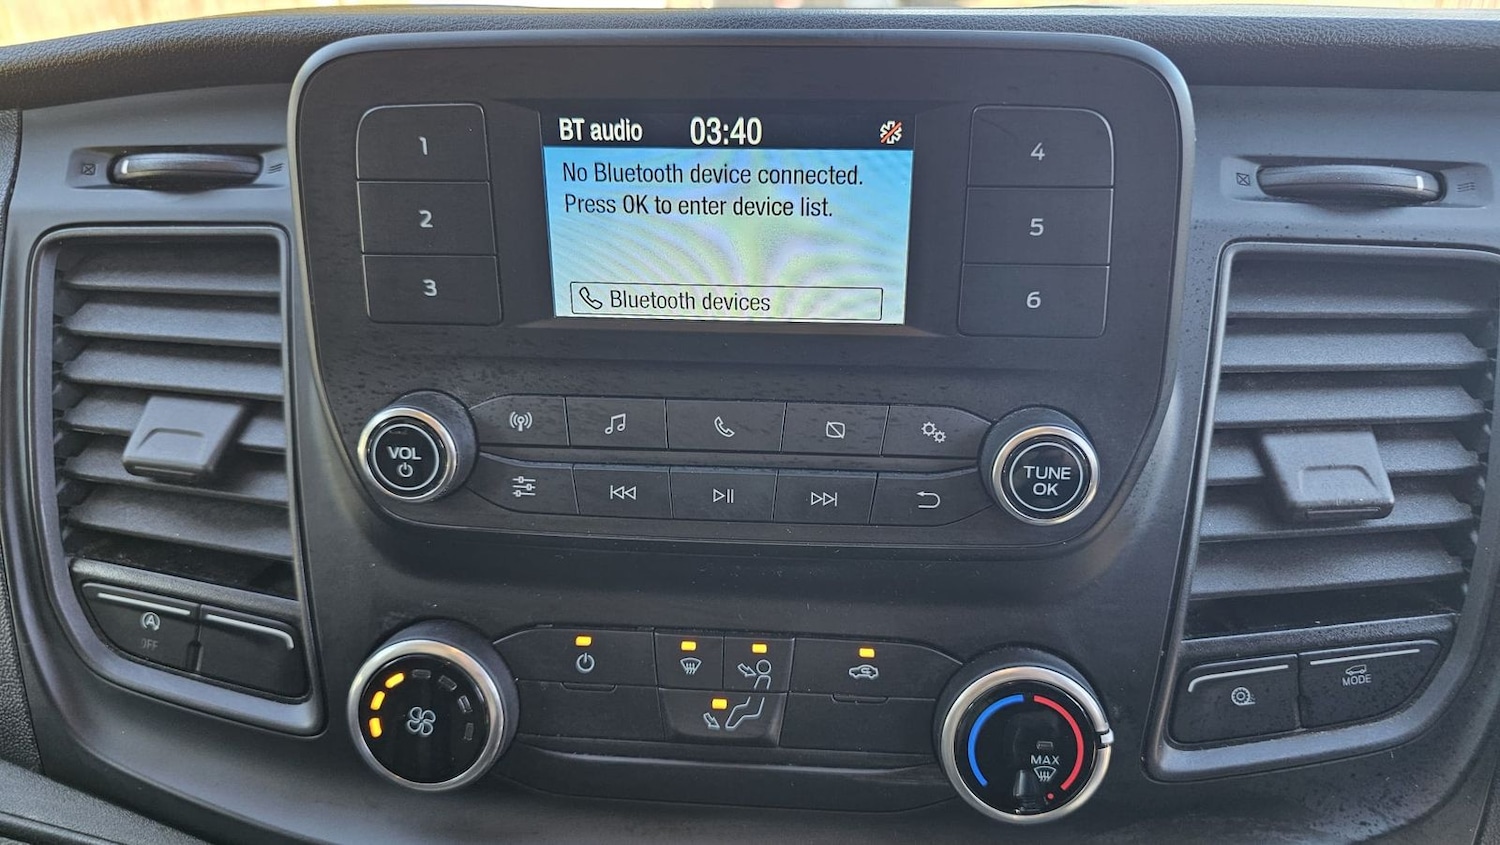 BT audio 03:40
No Bluetooth device connected.
Press OK to enter device list.
Bluetooth devices
1
2
3
4
5
6
VOL
TUNE
OK
A
OFF
MODE
MAX